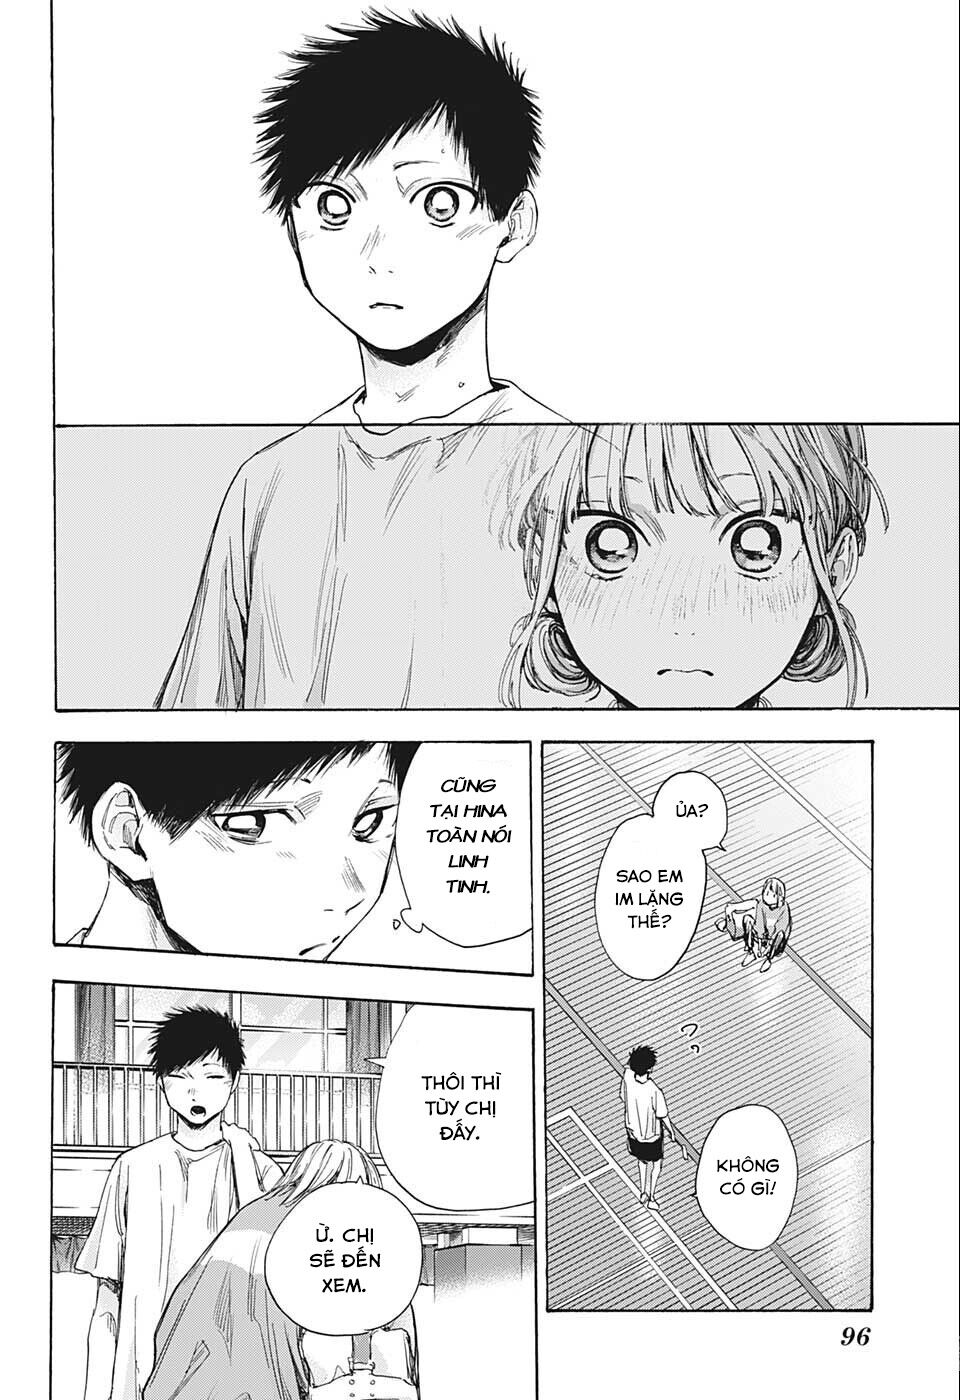 ỦA?
SAO EM
IM LẶNG
THẾ?
KHÔNG
CÓ GÌ!
CŨNG
TẠI HINA
TOÀN NÓI
LINH
TINH.
THÔI THÌ
TÙY CHỊ
ĐẤY.
Ừ. CHỊ
SẼ ĐẾN
XEM.
96